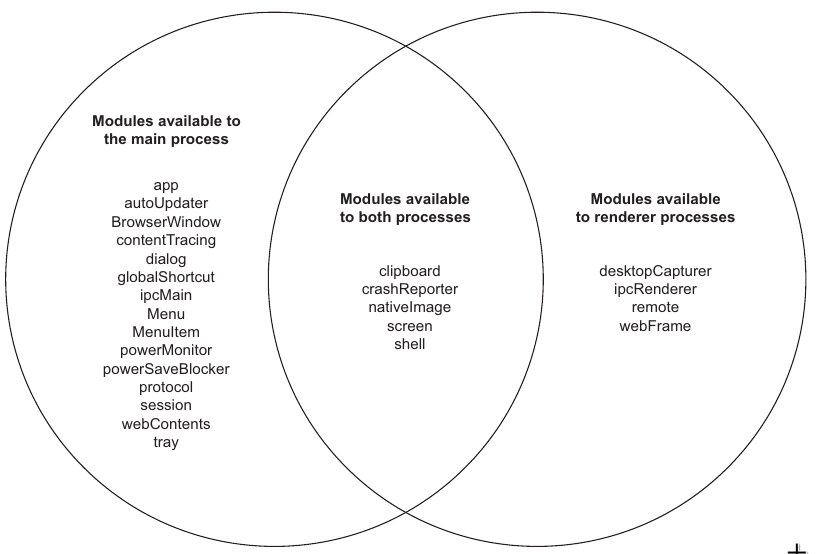 Modules available to
the main process
app
autoUpdater
BrowserWindow
contentTracing
dialog
globalShortcut
ipcMain
Menu
MenuItem
powerMonitor
powerSaveBlocker
protocol
session
webContents
tray
Modules available
to both processes
clipboard
crashReporter
nativeImage
screen
shell
Modules available
to renderer processes
desktopCapturer
ipcRenderer
remote
webFrame